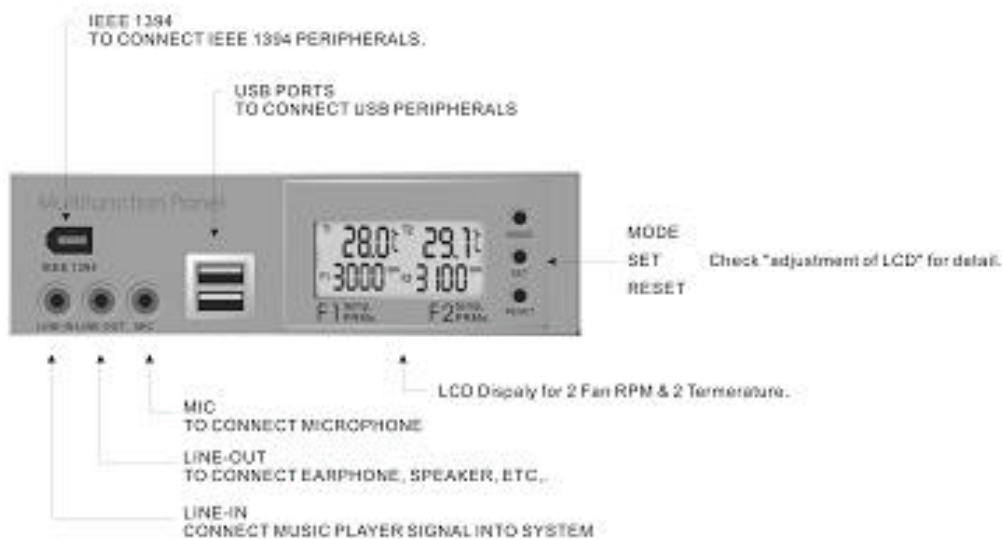 IEEE 1394
TO CONNECT IEEE 1394 PERIPHERALS.
USB PORTS
TO CONNECT USB PERIPHERALS
Multifunction Panel
IEEE 1394
LINE-IN LINE OUT MIC
28.0℃ T2 29.1℃
F1 3000 F2 3100
F1 F2
MODE
SET
RESET
MODE
SET Check "adjustment of LCD" for detail.
RESET
LCD Dispaly for 2 Fan RPM & 2 Termerature.
MIC
TO CONNECT MICROPHONE
LINE-OUT
TO CONNECT EARPHONE, SPEAKER, ETC,.
LINE-IN
CONNECT MUSIC PLAYER SIGNAL INTO SYSTEM